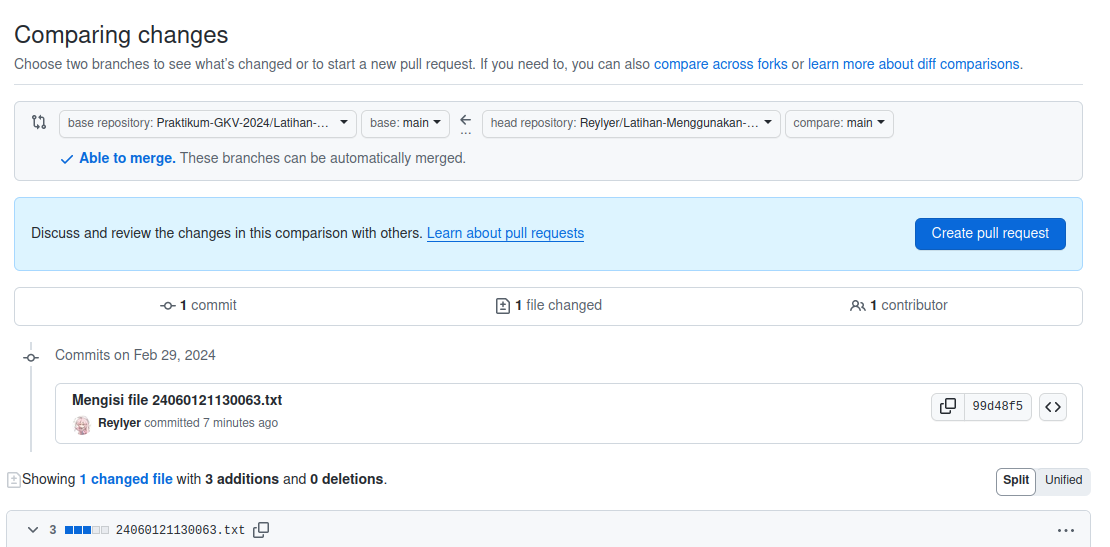 Comparing changes
Choose two branches to see what's changed or to start a new pull request. If you need to, you can also compare across forks or learn more about diff comparisons.
base repository: Praktikum-GKV-2024/Latihan-... base: main ... head repository: Reylyer/Latihan-Menggunakan-... compare: main
Able to merge. These branches can be automatically merged.
Discuss and review the changes in this comparison with others. Learn about pull requests Create pull request
1 commit 1 file changed 1 contributor
Commits on Feb 29, 2024
Mengisi file 24060121130063.txt
Reylyer committed 7 minutes ago 99d48f5
Showing 1 changed file with 3 additions and 0 deletions. Split Unified
3 24060121130063.txt